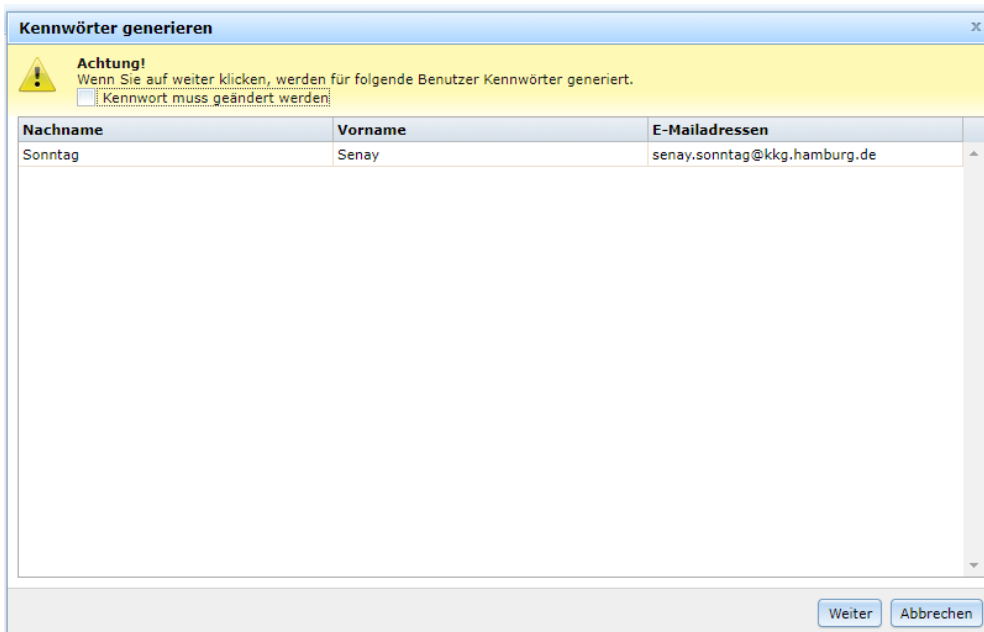 Kennwörter generieren
x
Achtung!
Wenn Sie auf weiter klicken, werden für folgende Benutzer Kennwörter generiert.
Kennwort muss geändert werden
Nachname Vorname E-Mailadressen
Sonntag Senay senay.sonntag@kkg.hamburg.de
Weiter Abbrechen